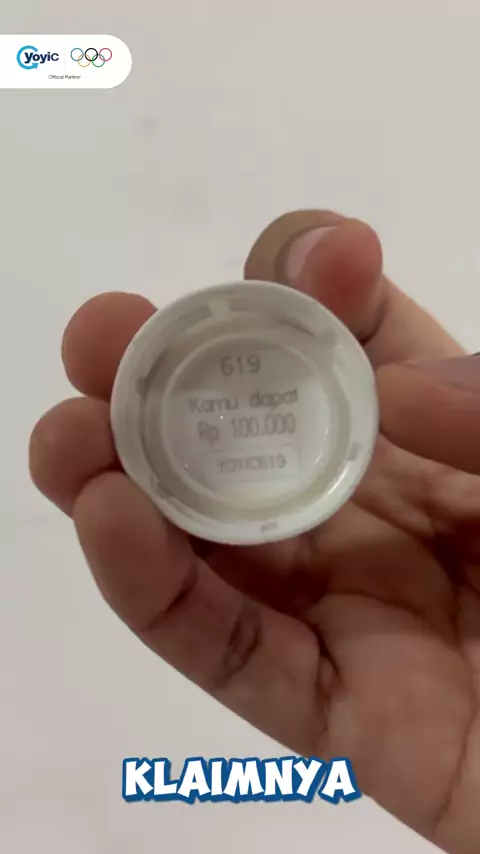 yoyic
Official Partner
619
Kamu dapat
Rp 100.000
KLAIMNYA